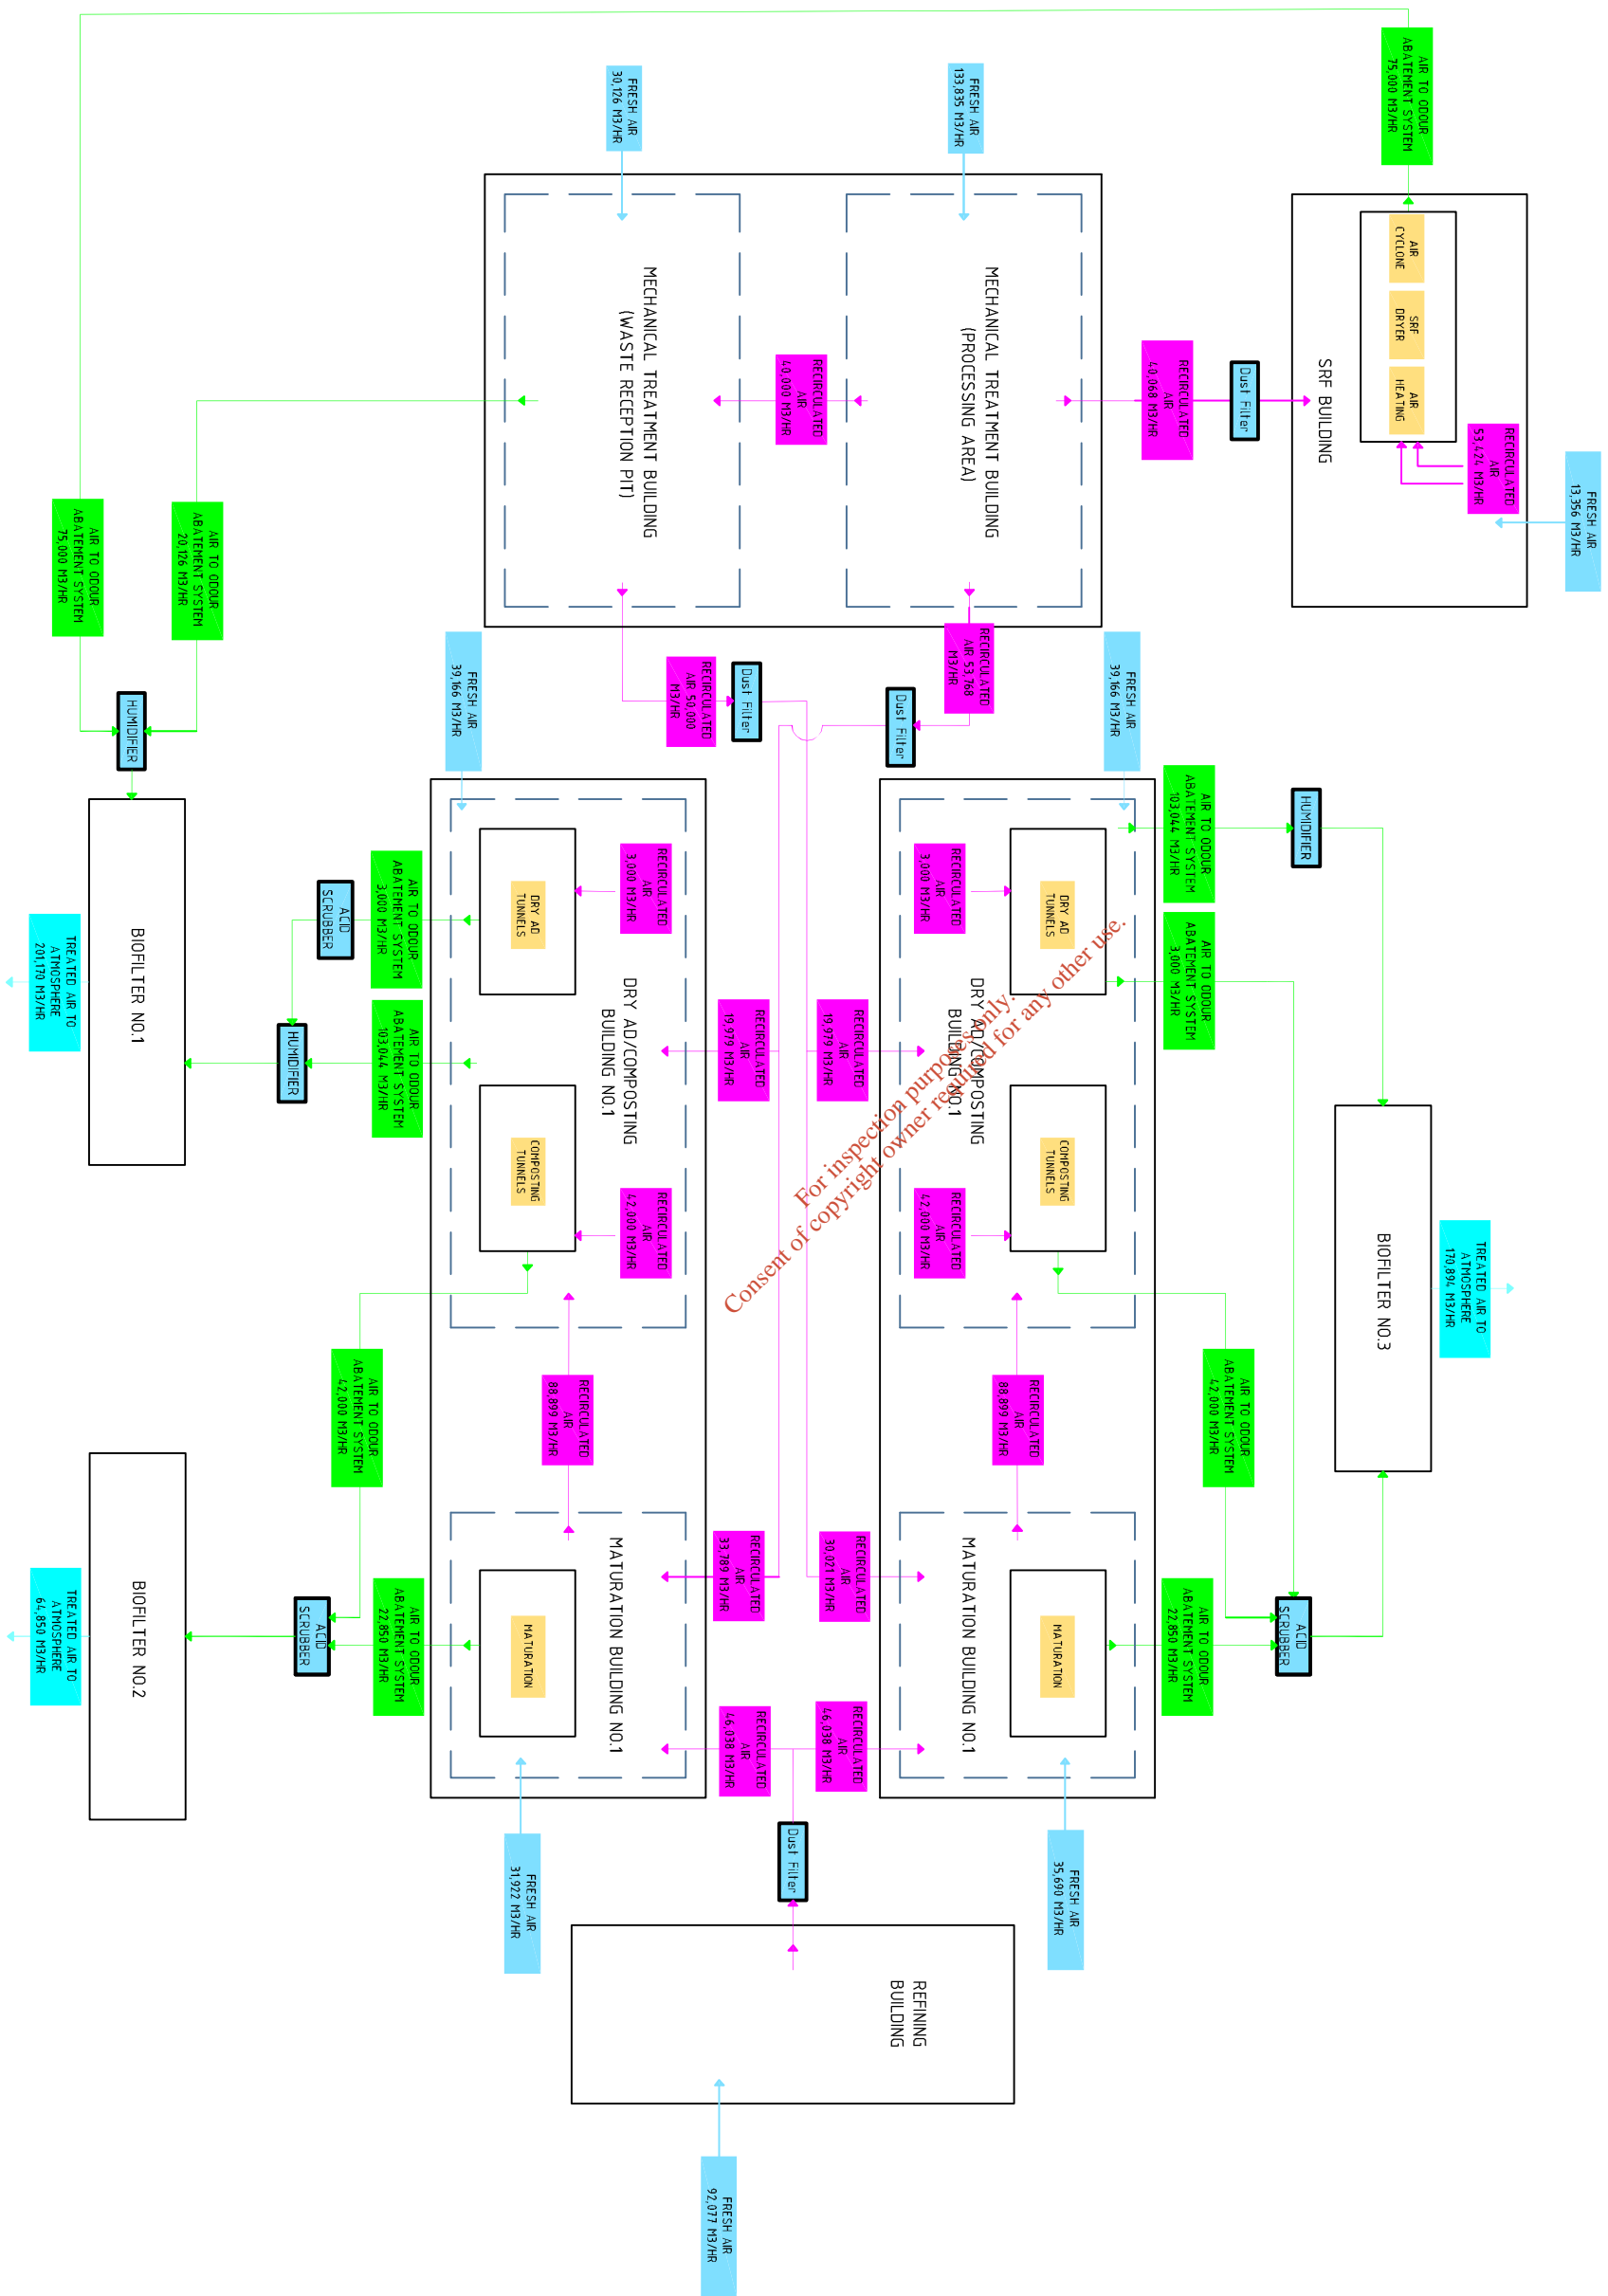 FRESH AIR
13,356 M3/HR
RECIRCULATED
AIR
53,424 M3/HR
AIR TO ODOUR
ABATEMENT SYSTEM
75,000 M3/HR
AIR
CYCLONE
SRF
DRYER
AIR
HEATING
SRF BUILDING
TREATED AIR TO
ATMOSPHERE
170,894 M3/HR
BIOFILTER NO.3
HUMIDIFIER
ACID
SCRUBBER
Dust Filter
RECIRCULATED
AIR
40,068 M3/HR
AIR TO ODOUR
ABATEMENT SYSTEM
103,044 M3/HR
AIR TO ODOUR
ABATEMENT SYSTEM
3,000 M3/HR
AIR TO ODOUR
ABATEMENT SYSTEM
42,000 M3/HR
AIR TO ODOUR
ABATEMENT SYSTEM
22,850 M3/HR
FRESH AIR
133,835 M3/HR
MECHANICAL TREATMENT BUILDING
(PROCESSING AREA)
FRESH AIR
39,166 M3/HR
DRY AD
TUNNELS
COMPOSTING
TUNNELS
MATURATION
FRESH AIR
35,690 M3/HR
RECIRCULATED
AIR 53,768
M3/HR
Dust Filter
RECIRCULATED
AIR
3,000 M3/HR
DRY AD/COMPOSTING
BUILDING NO.1
RECIRCULATED
AIR
42,000 M3/HR
RECIRCULATED
AIR
88,899 M3/HR
MATURATION BUILDING NO.1
RECIRCULATED
AIR
40,000 M3/HR
RECIRCULATED
AIR
19,979 M3/HR
RECIRCULATED
AIR
30,021 M3/HR
RECIRCULATED
AIR
46,038 M3/HR
Dust Filter
REFINING
BUILDING
For inspection purposes only.
Consent of copyright owner required for any other use.
FRESH AIR
30,126 M3/HR
MECHANICAL TREATMENT BUILDING
(WASTE RECEPTION PIT)
RECIRCULATED
AIR 50,000
M3/HR
Dust Filter
RECIRCULATED
AIR
19,979 M3/HR
RECIRCULATED
AIR
33,789 M3/HR
RECIRCULATED
AIR
46,038 M3/HR
FRESH AIR
92,077 M3/HR
RECIRCULATED
AIR
3,000 M3/HR
DRY AD/COMPOSTING
BUILDING NO.1
RECIRCULATED
AIR
42,000 M3/HR
RECIRCULATED
AIR
88,899 M3/HR
MATURATION BUILDING NO.1
FRESH AIR
39,166 M3/HR
DRY AD
TUNNELS
COMPOSTING
TUNNELS
MATURATION
FRESH AIR
31,922 M3/HR
AIR TO ODOUR
ABATEMENT SYSTEM
3,000 M3/HR
AIR TO ODOUR
ABATEMENT SYSTEM
103,044 M3/HR
AIR TO ODOUR
ABATEMENT SYSTEM
42,000 M3/HR
AIR TO ODOUR
ABATEMENT SYSTEM
22,850 M3/HR
ACID
SCRUBBER
HUMIDIFIER
ACID
SCRUBBER
AIR TO ODOUR
ABATEMENT SYSTEM
20,126 M3/HR
AIR TO ODOUR
ABATEMENT SYSTEM
75,000 M3/HR
HUMIDIFIER
BIOFILTER NO.1
BIOFILTER NO.2
TREATED AIR TO
ATMOSPHERE
201,170 M3/HR
TREATED AIR TO
ATMOSPHERE
64,850 M3/HR